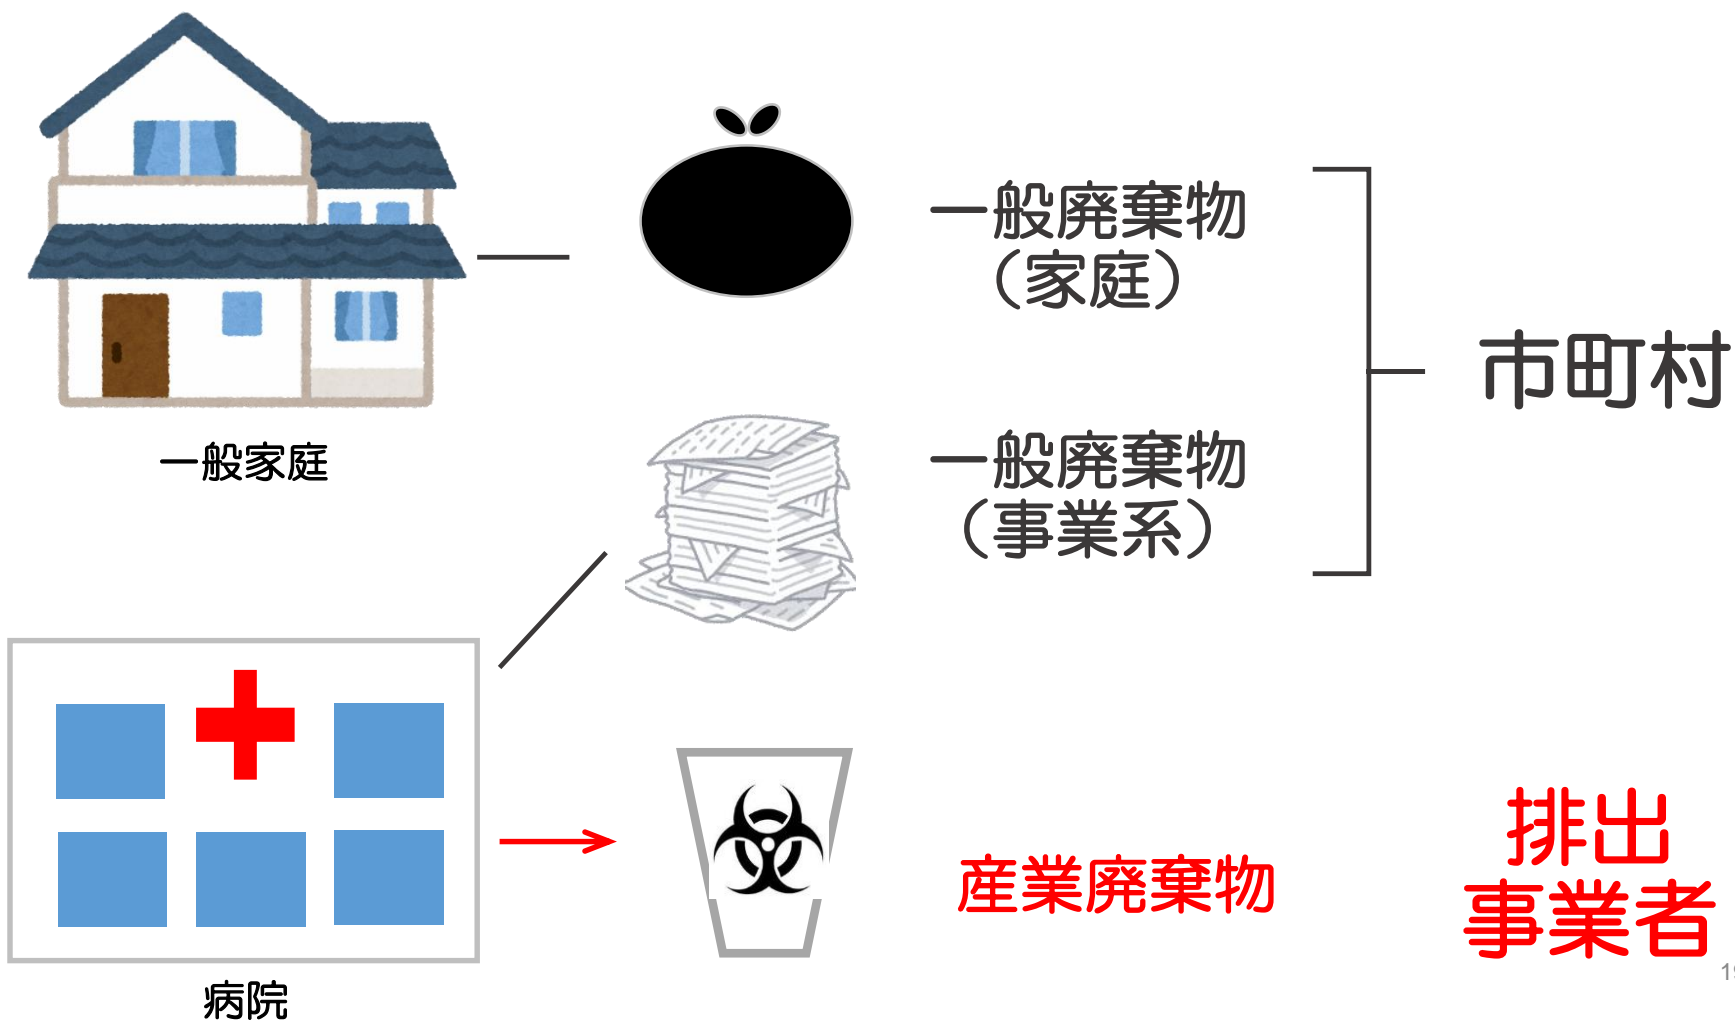 一般家庭
一般廃棄物
（家庭）
一般廃棄物
（事業系）
市町村
病院
産業廃棄物
排出
事業者